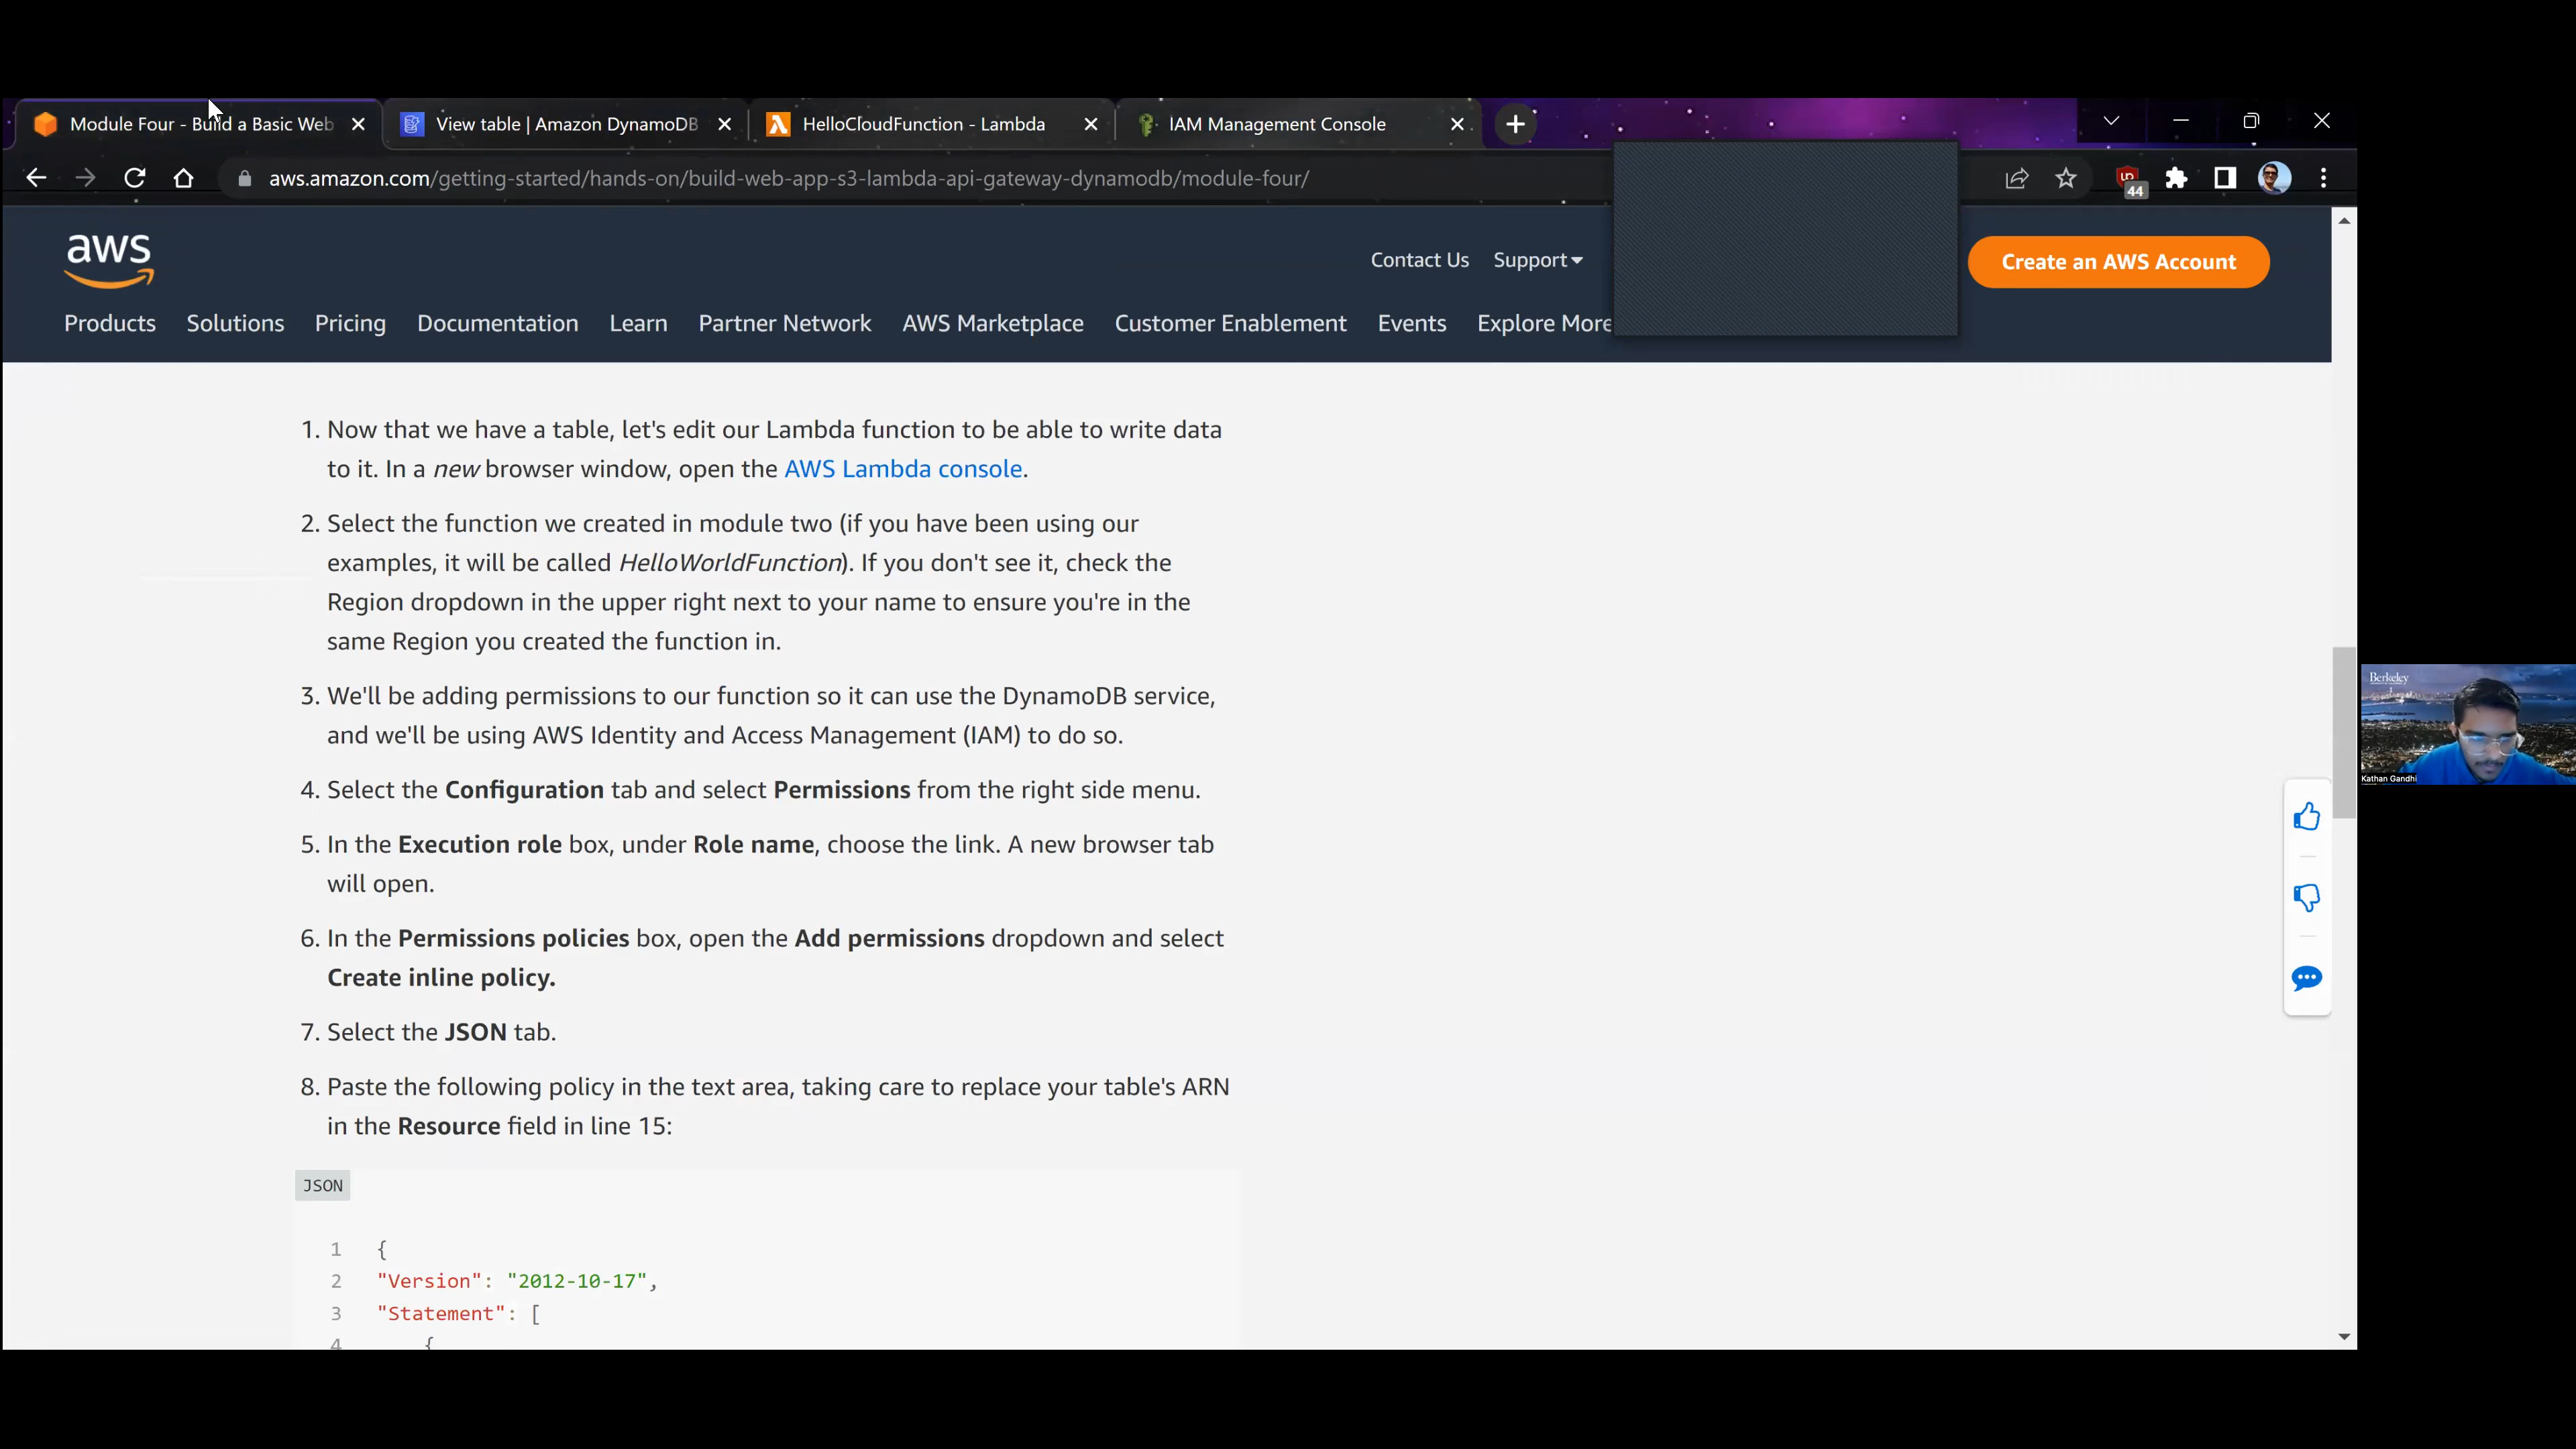 Module Four - Build a Basic Web
View table | Amazon DynamoDB
HelloCloudFunction - Lambda
IAM Management Console
aws.amazon.com/getting-started/hands-on/build-web-app-s3-lambda-api-gateway-dynamodb/module-four/
44
aws
Contact Us
Support
Create an AWS Account
Products
Solutions
Pricing
Documentation
Learn
Partner Network
AWS Marketplace
Customer Enablement
Events
Explore More
1. Now that we have a table, let's edit our Lambda function to be able to write data
to it. In a new browser window, open the AWS Lambda console.
2. Select the function we created in module two (if you have been using our
examples, it will be called HelloWorldFunction). If you don't see it, check the
Region dropdown in the upper right next to your name to ensure you're in the
same Region you created the function in.
3. We'll be adding permissions to our function so it can use the DynamoDB service,
and we'll be using AWS Identity and Access Management (IAM) to do so.
4. Select the Configuration tab and select Permissions from the right side menu.
5. In the Execution role box, under Role name, choose the link. A new browser tab
will open.
6. In the Permissions policies box, open the Add permissions dropdown and select
Create inline policy.
7. Select the JSON tab.
8. Paste the following policy in the text area, taking care to replace your table's ARN
in the Resource field in line 15:
JSON
1 {
2 "Version": "2012-10-17",
3 "Statement": [
4 {
Berkeley
Kathan Gandhi